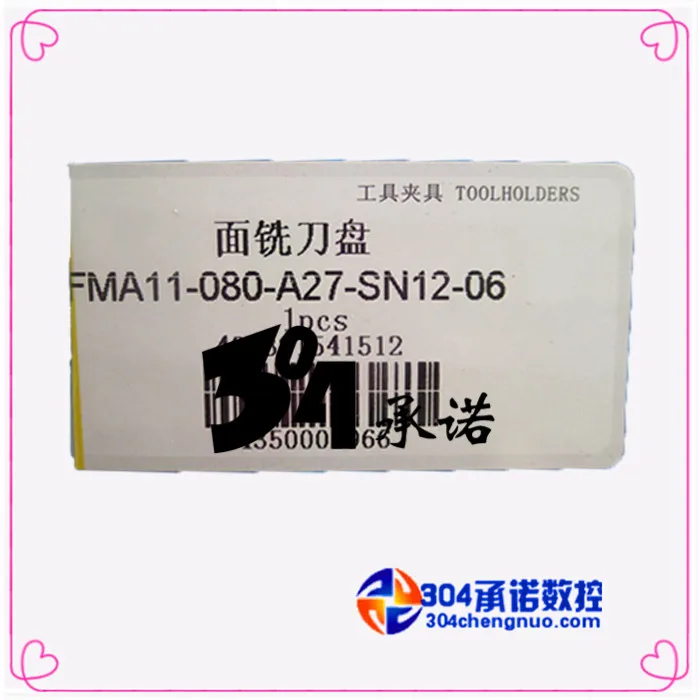 工具夹具 TOOLHOLDERS
面铣刀盘
FMA11-080-A27-SN12-06
1pcs
541512
304承诺
304承诺数控
304chengnuo.com